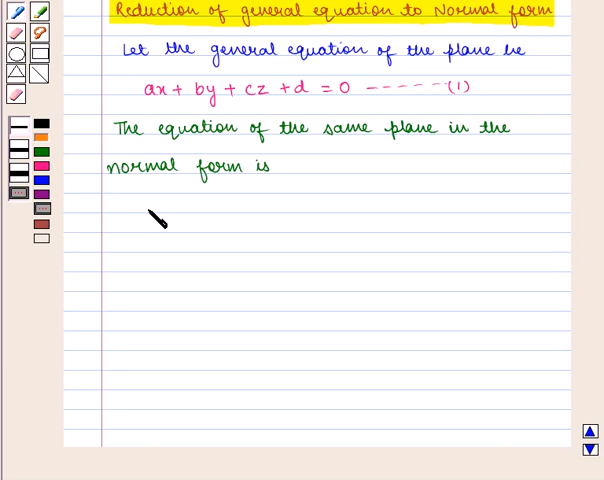 Reduction of general equation to Normal form
Let the general equation of the plane be
ax + by + cz + d = 0 ------- (1)
The equation of the same plane in the
normal form is